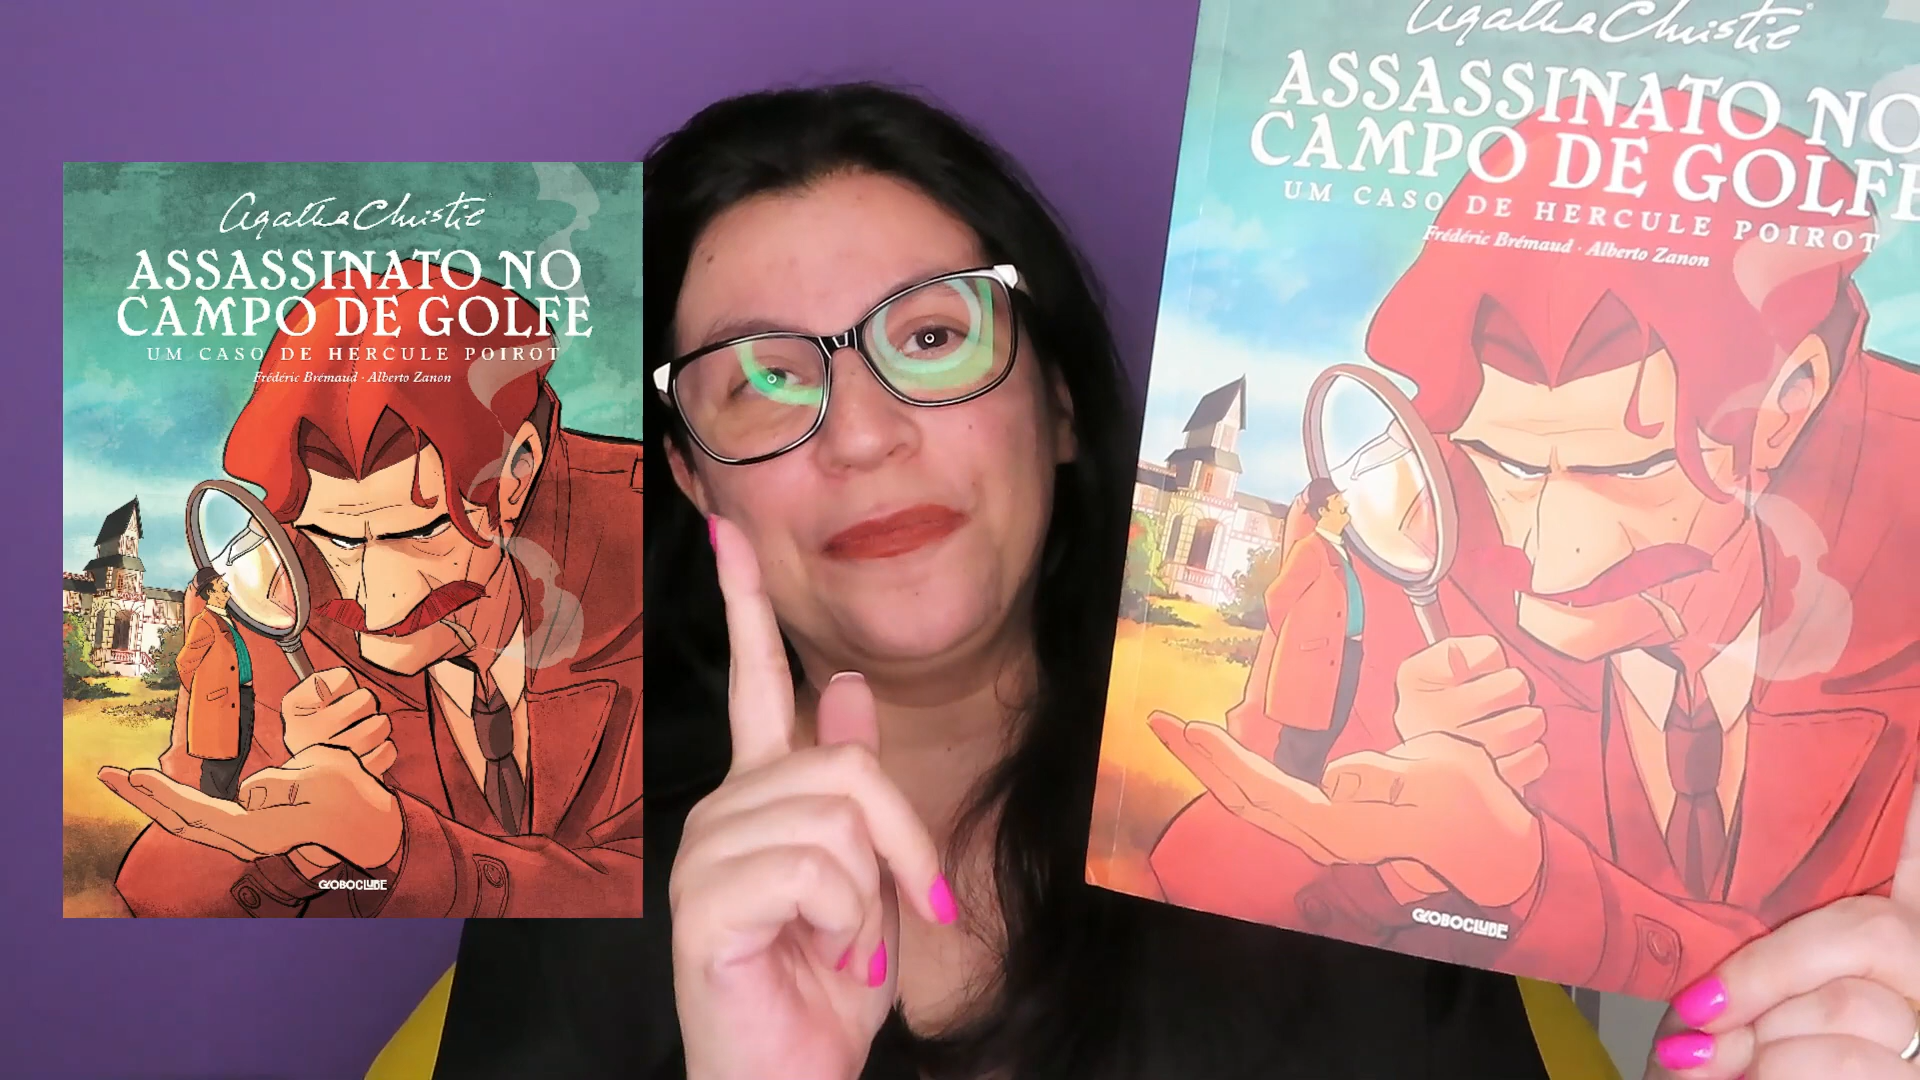 Agatha Christie
ASSASSINATO NO
CAMPO DE GOLFE
UM CASO DE HERCULE POIROT
Frédéric Brémaud · Alberto Zanon
GLOBOCLUBE
Agatha Christie
ASSASSINATO NO
CAMPO DE GOLFE
UM CASO DE HERCULE POIROT
Frédéric Brémaud · Alberto Zanon
GLOBOCLUBE